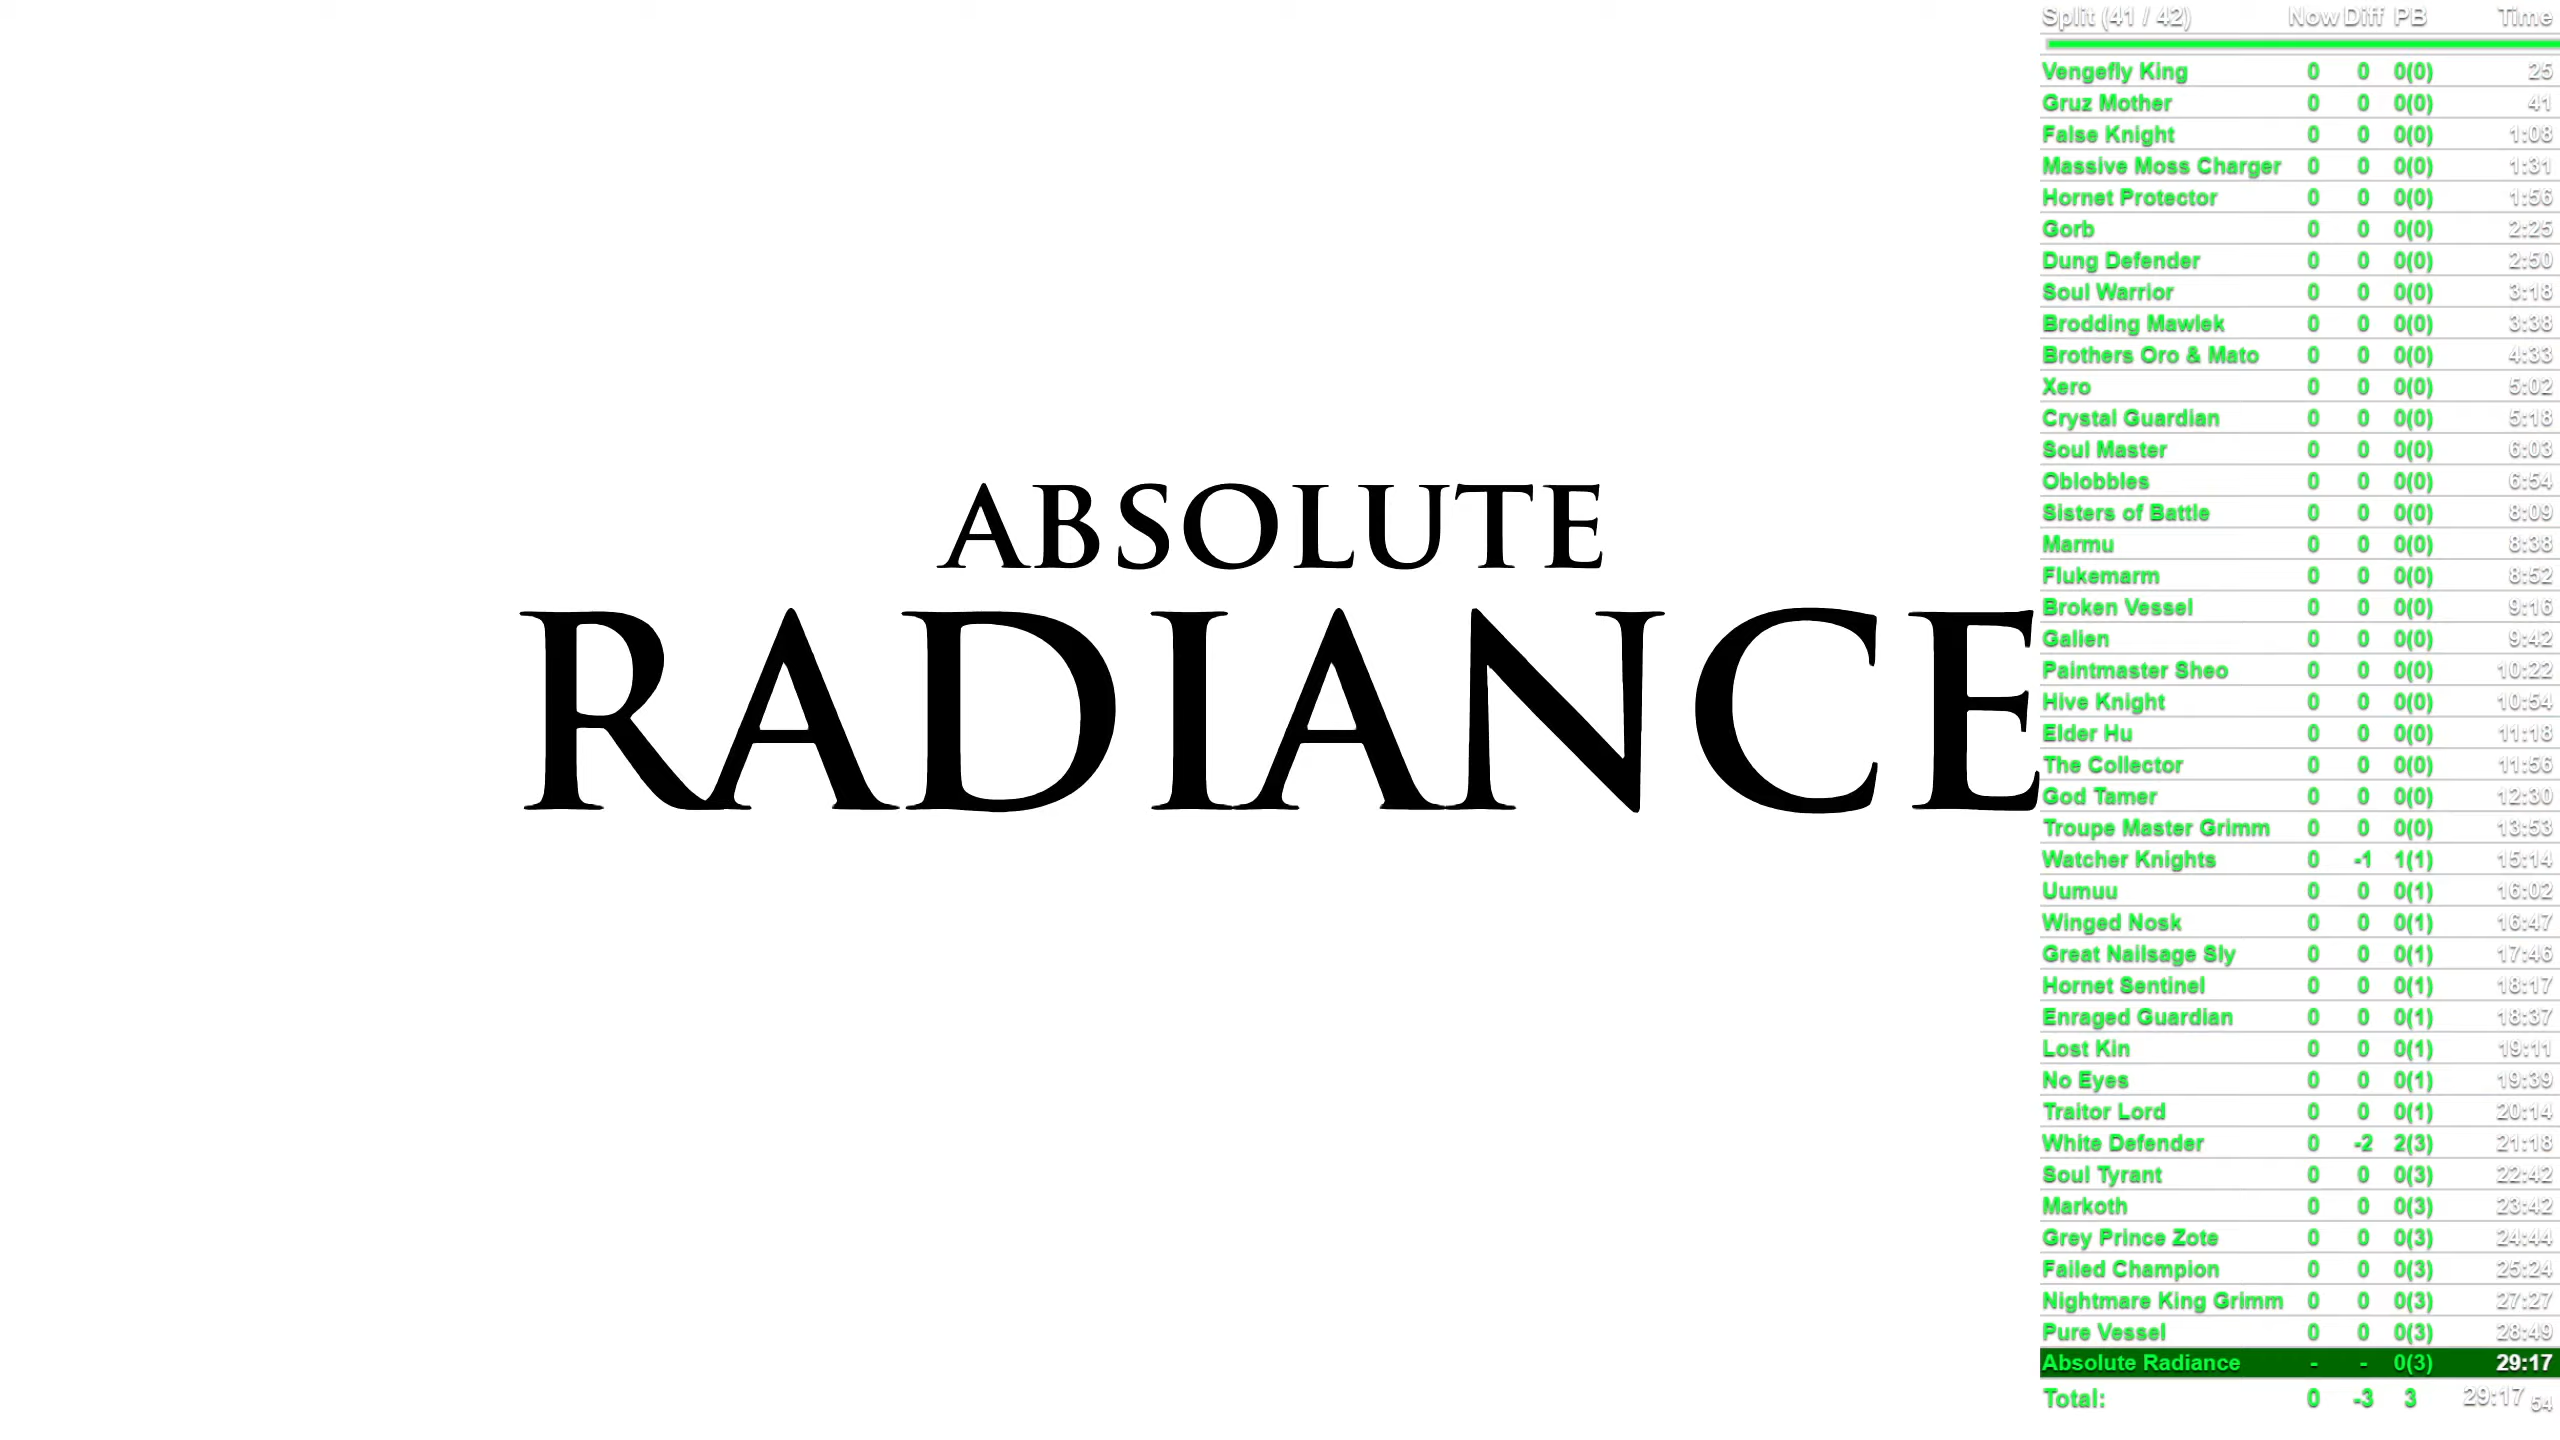 ABSOLUTE
RADIANCE
Split (41 / 42) Now Diff PB Time
Vengefly King 0 0 0(0) 25
Gruz Mother 0 0 0(0) 41
False Knight 0 0 0(0) 1:08
Massive Moss Charger 0 0 0(0) 1:31
Hornet Protector 0 0 0(0) 1:56
Gorb 0 0 0(0) 2:25
Dung Defender 0 0 0(0) 2:50
Soul Warrior 0 0 0(0) 3:18
Brodding Mawlek 0 0 0(0) 3:38
Brothers Oro & Mato 0 0 0(0) 4:33
Xero 0 0 0(0) 5:02
Crystal Guardian 0 0 0(0) 5:18
Soul Master 0 0 0(0) 6:03
Oblobbles 0 0 0(0) 6:54
Sisters of Battle 0 0 0(0) 8:09
Marmu 0 0 0(0) 8:38
Flukemarm 0 0 0(0) 8:52
Broken Vessel 0 0 0(0) 9:16
Galien 0 0 0(0) 9:42
Paintmaster Sheo 0 0 0(0) 10:22
Hive Knight 0 0 0(0) 10:54
Elder Hu 0 0 0(0) 11:18
The Collector 0 0 0(0) 11:56
God Tamer 0 0 0(0) 12:30
Troupe Master Grimm 0 0 0(0) 13:53
Watcher Knights 0 -1 1(1) 15:14
Uumuu 0 0 0(1) 16:02
Winged Nosk 0 0 0(1) 16:47
Great Nailsage Sly 0 0 0(1) 17:46
Hornet Sentinel 0 0 0(1) 18:17
Enraged Guardian 0 0 0(1) 18:37
Lost Kin 0 0 0(1) 19:11
No Eyes 0 0 0(1) 19:39
Traitor Lord 0 0 0(1) 20:14
White Defender 0 -2 2(3) 21:18
Soul Tyrant 0 0 0(3) 22:42
Markoth 0 0 0(3) 23:42
Grey Prince Zote 0 0 0(3) 24:44
Failed Champion 0 0 0(3) 25:24
Nightmare King Grimm 0 0 0(3) 27:27
Pure Vessel 0 0 0(3) 28:49
Absolute Radiance - - 0(3) 29:17
Total: 0 -3 3 29:17 54